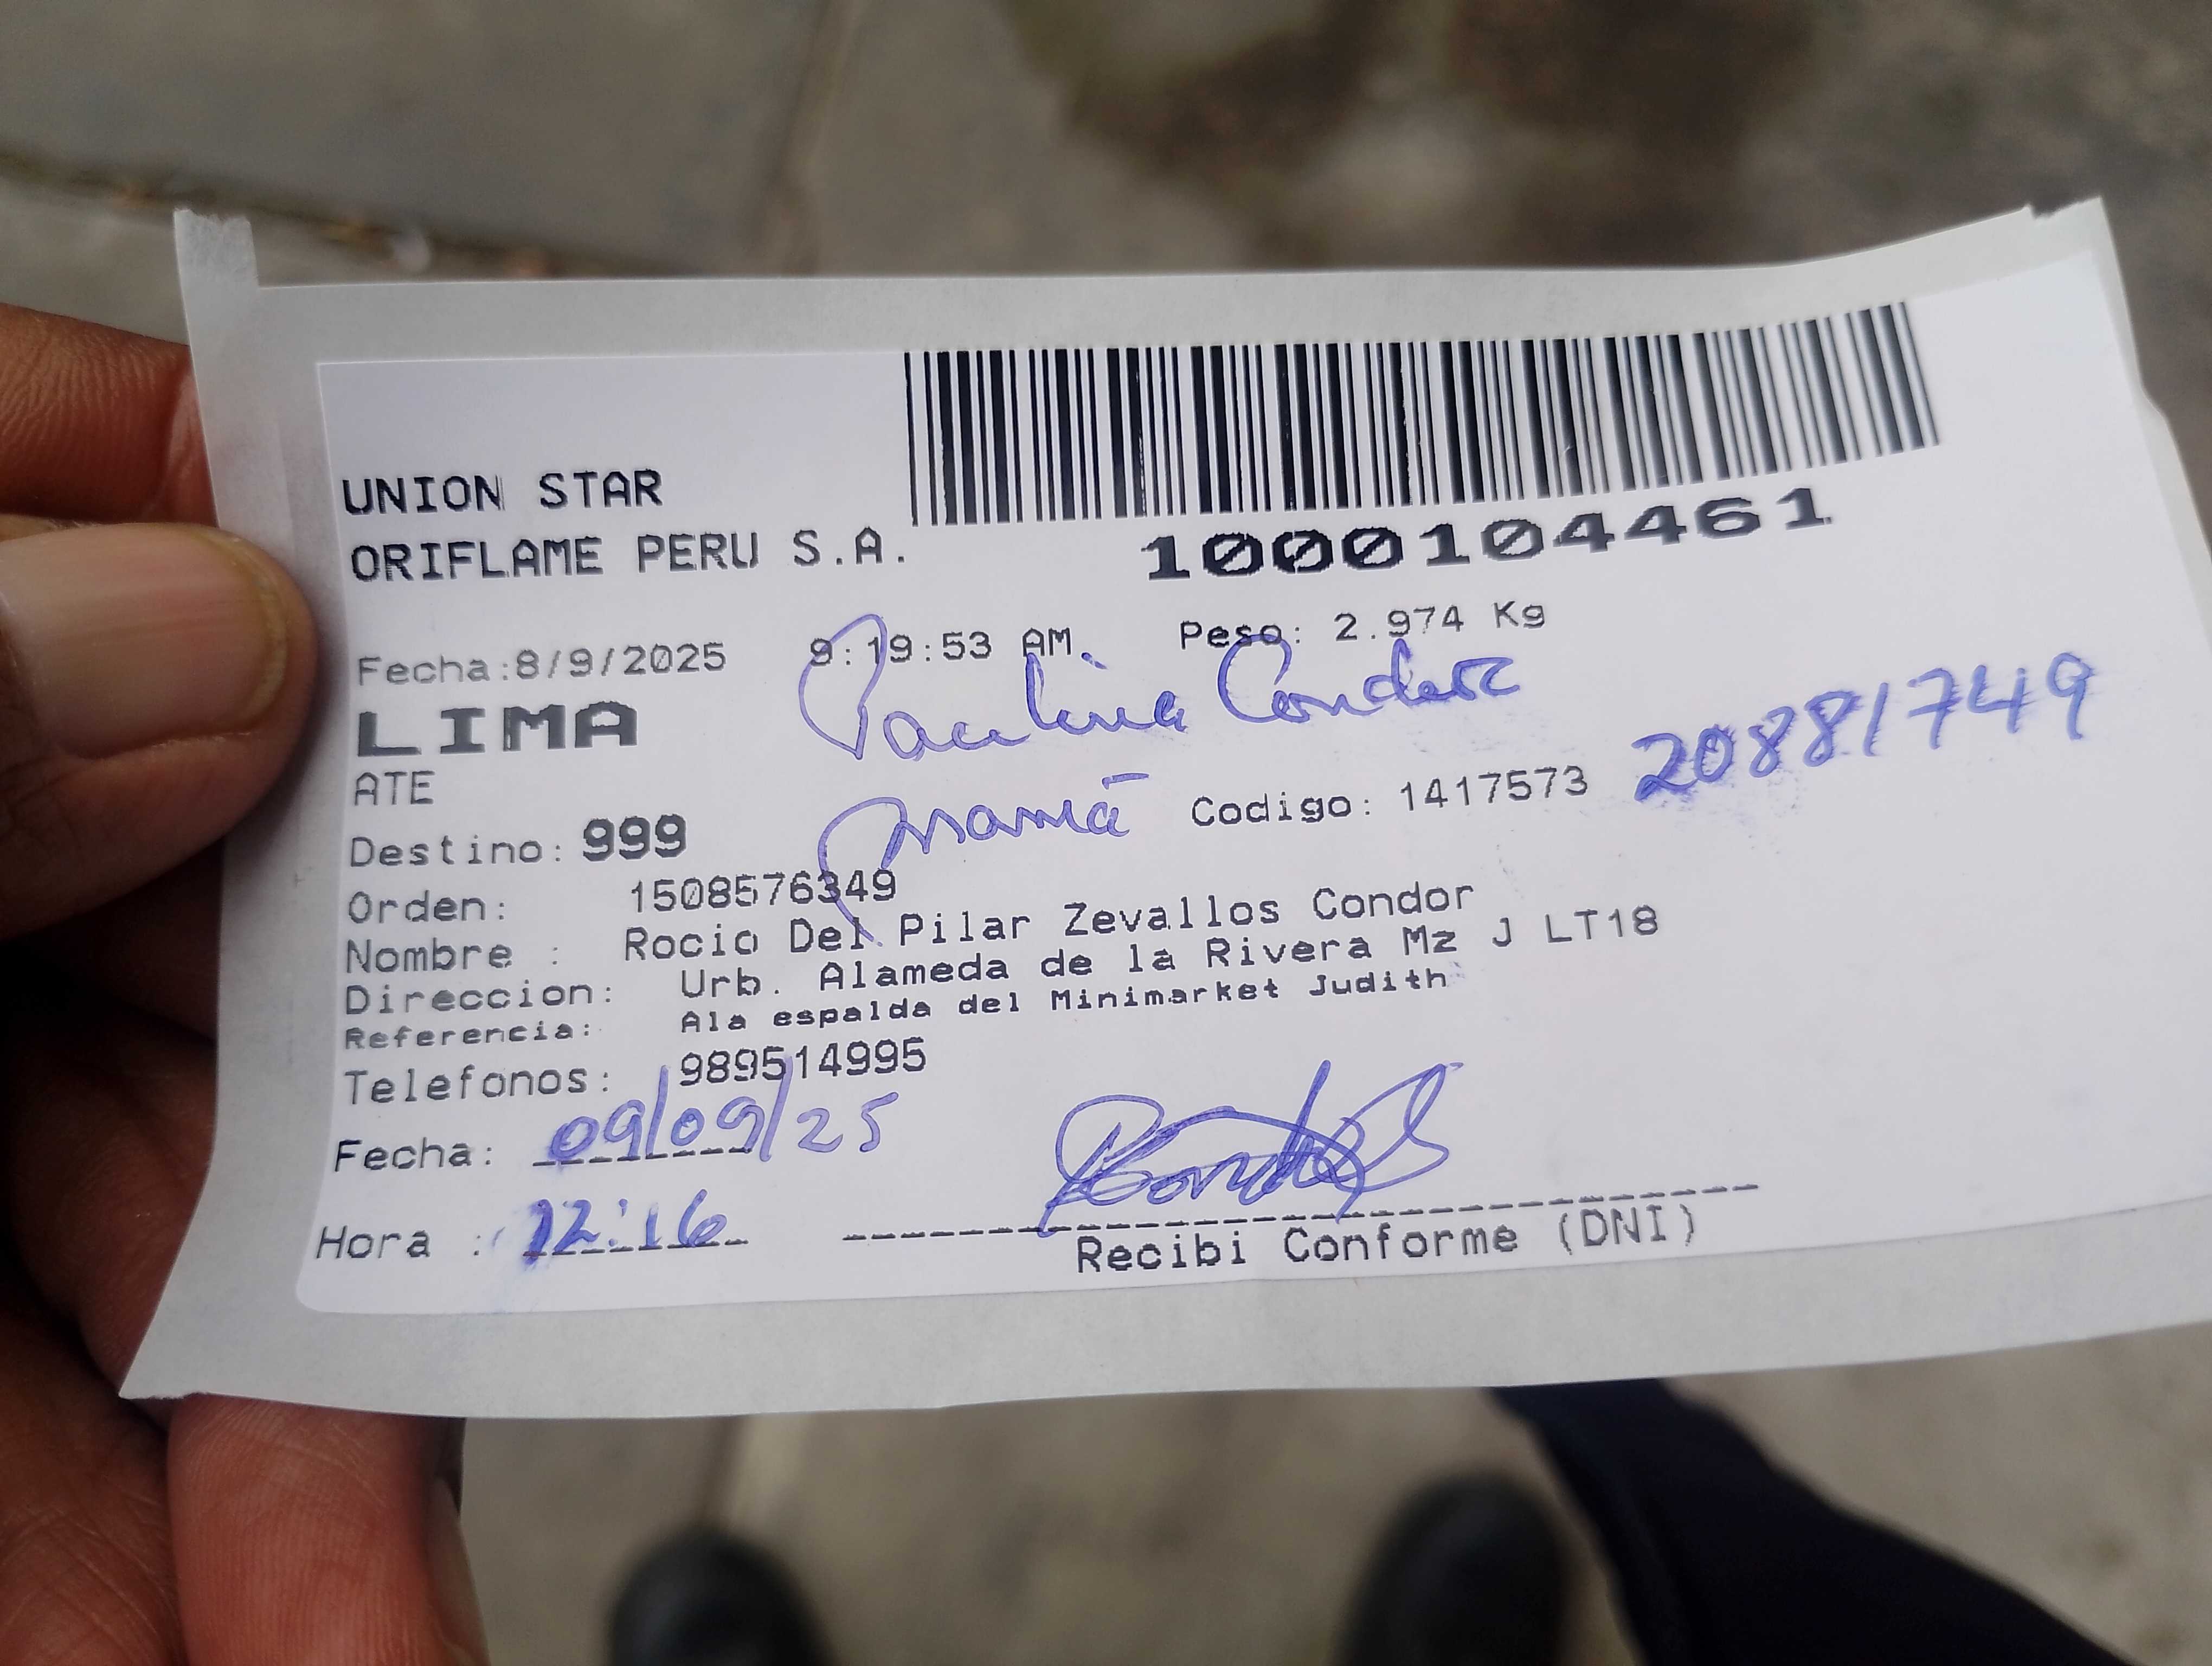 UNION STAR
ORIFLAME PERU S.A.
1000104461
Fecha:8/9/2025 9:19:53 AM. Peso: 2.974 Kg
LIMA
Paulina Condor
ATE
mamá Codigo: 1417573 20881749
Destino: 999
Orden: 1508576349
Nombre : Rocio Del Pilar Zevallos Condor
Direccion: Urb. Alameda de la Rivera Mz J LT18
Referencia: Ala espalda del Minimarket Judith
Telefonos: 989514995
Fecha: 09/09/25
Hora : 12:16
Recibi Conforme (DNI)